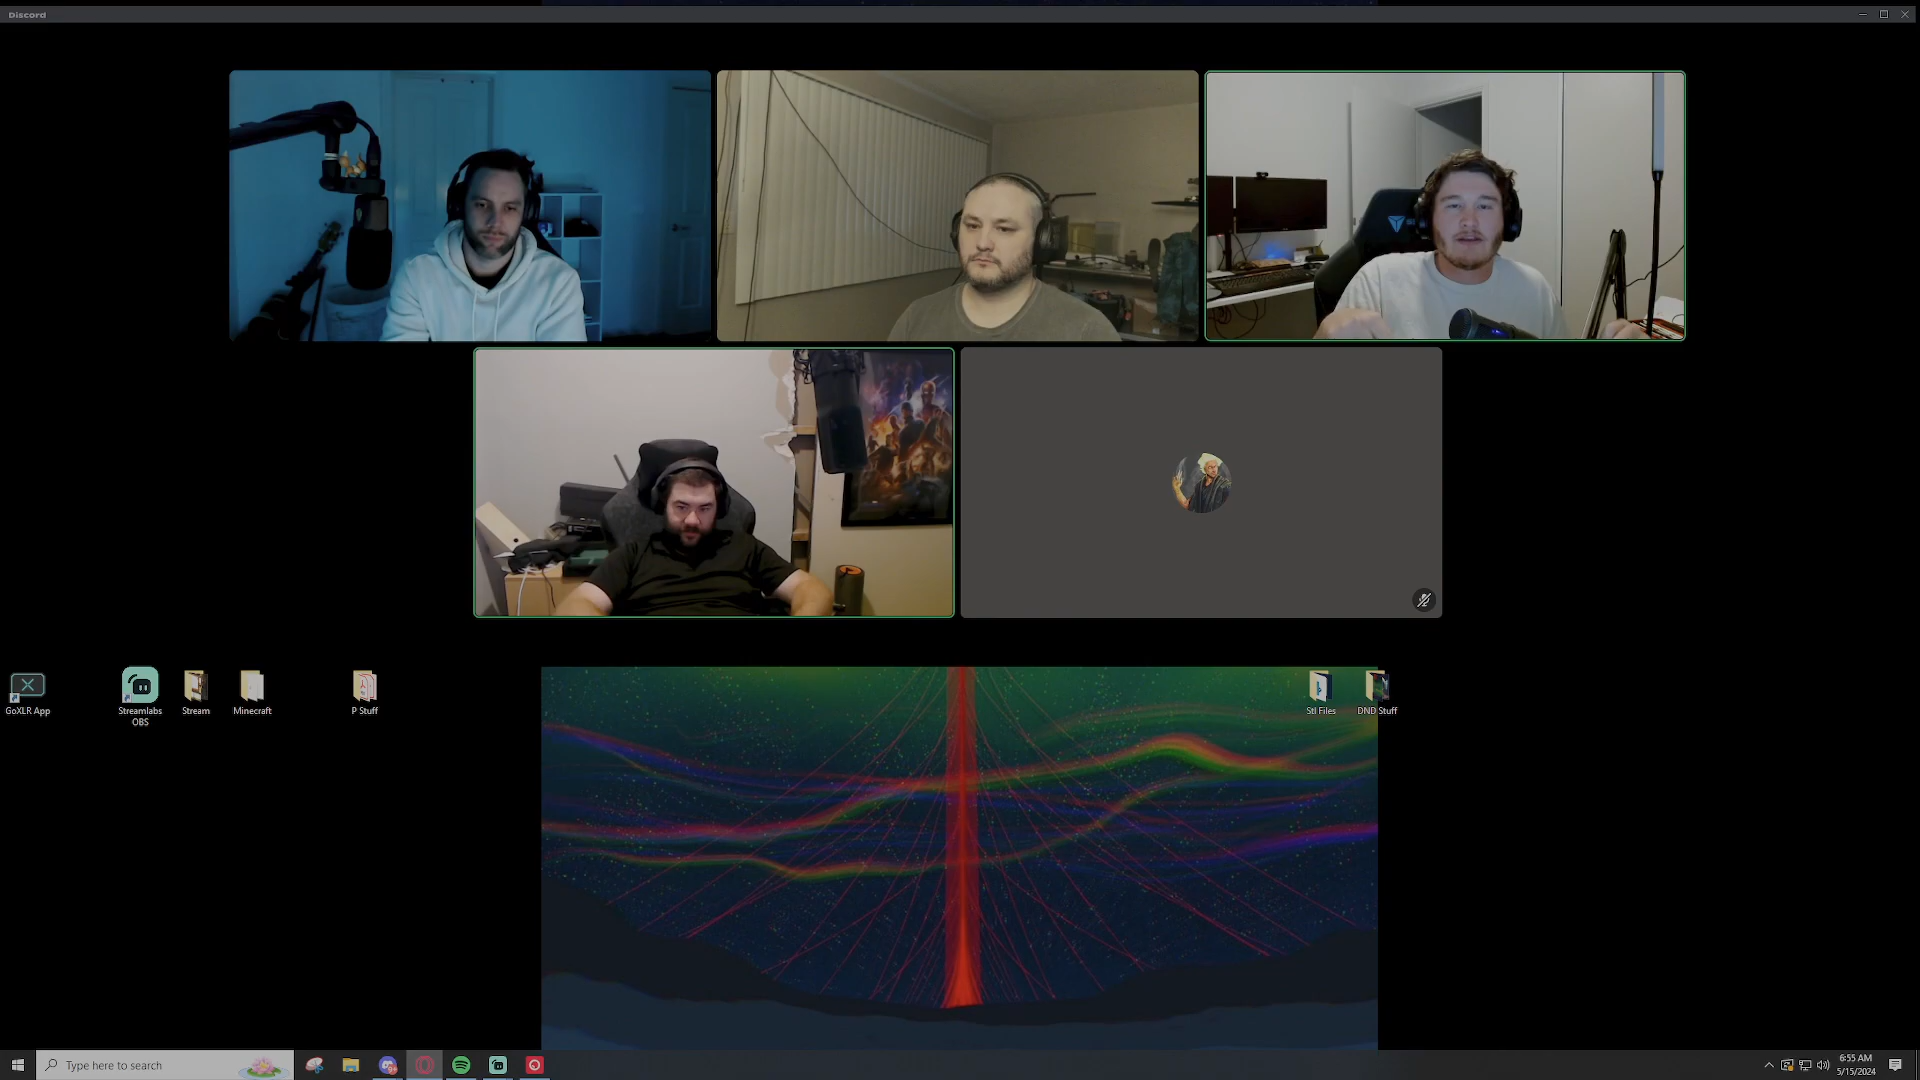 Discord
GoXLR App
Streamlabs
OBS
Stream
Minecraft
P Stuff
Stl Files
DND Stuff
Type here to search
6:55 AM
5/15/2024